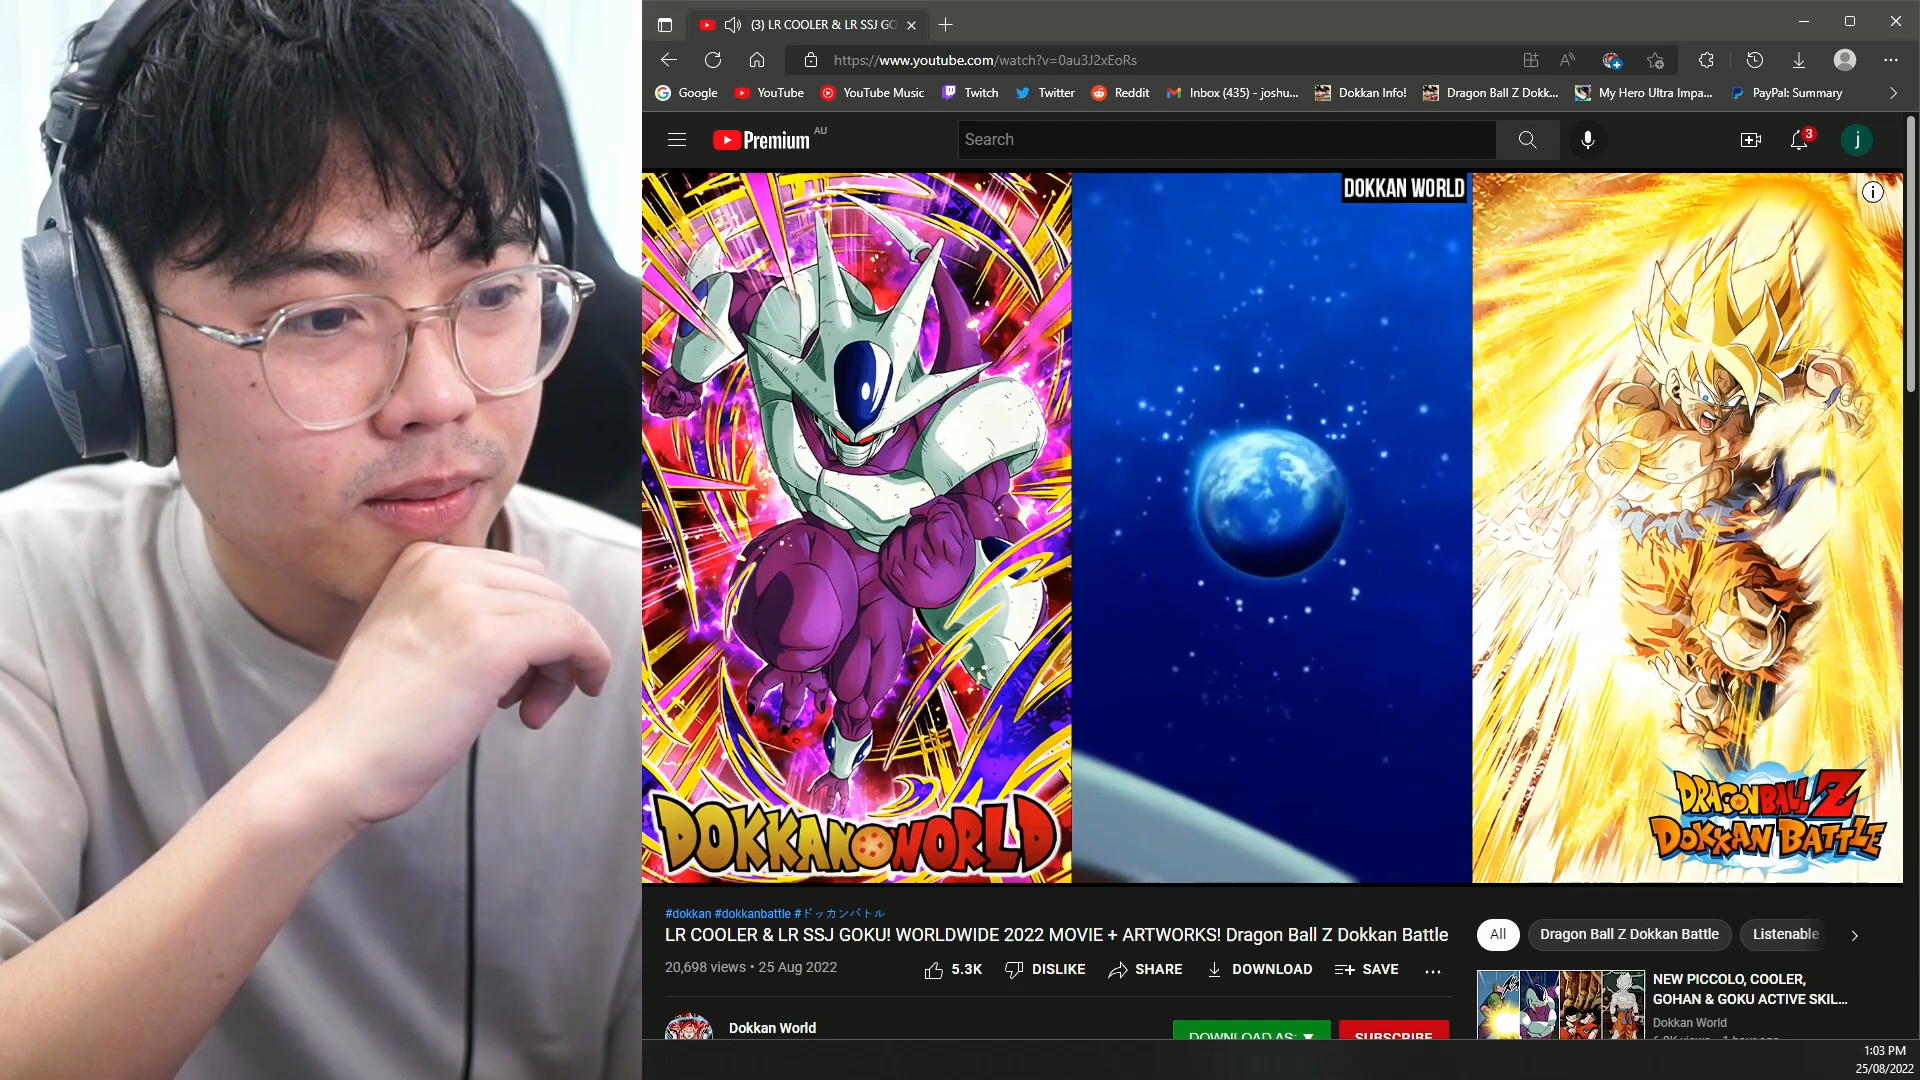 (3) LR COOLER & LR SSJ GO
https://www.youtube.com/watch?v=0au3J2xEoRs
Google YouTube YouTube Music Twitch Twitter Reddit Inbox (435) - joshu... Dokkan Info! Dragon Ball Z Dokk... My Hero Ultra Impa... PayPal: Summary
Premium AU
Search
3
j
DOKKAN WORLD
DOKKAN WORLD
DRAGONBALL Z
DOKKAN BATTLE
#dokkan #dokkanbattle #ドッカンバトル
LR COOLER & LR SSJ GOKU! WORLDWIDE 2022 MOVIE + ARTWORKS! Dragon Ball Z Dokkan Battle
20,698 views • 25 Aug 2022
5.3K DISLIKE SHARE DOWNLOAD SAVE
All Dragon Ball Z Dokkan Battle Listenable
NEW PICCOLO, COOLER,
GOHAN & GOKU ACTIVE SKIL...
Dokkan World
Dokkan World
DOWNLOAD AS: ▼ SUBSCRIBE
1:03 PM
25/08/2022